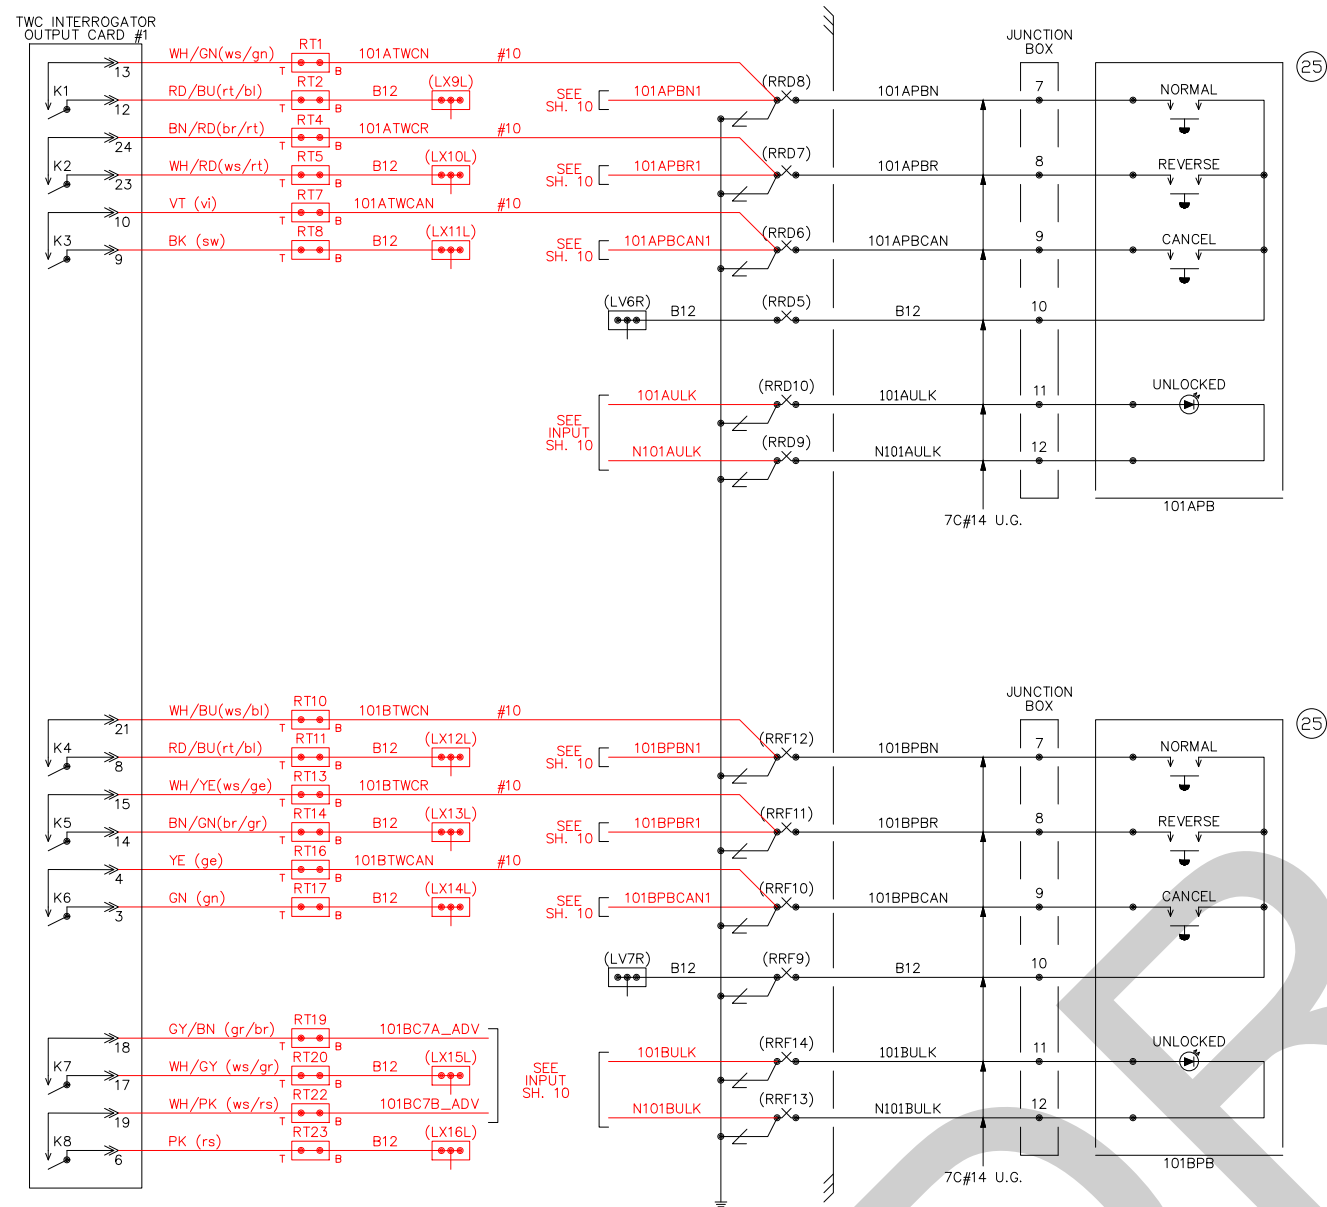 TWC INTERROGATOR
OUTPUT CARD #1
JUNCTION
BOX
25
K1
13
WH/GN(ws/gn)
RT1
T
B
101ATWCN
#10
12
RD/BU(rt/bl)
RT2
T
B
B12
(LX9L)
SEE
SH. 10
101APBN1
(RRD8)
101APBN
7
NORMAL
K2
24
BN/RD(br/rt)
RT4
T
B
101ATWCR
#10
23
WH/RD(ws/rt)
RT5
T
B
B12
(LX10L)
SEE
SH. 10
101APBR1
(RRD7)
101APBR
8
REVERSE
K3
10
VT (vi)
RT7
T
B
101ATWCAN
#10
9
BK (sw)
RT8
T
B
B12
(LX11L)
SEE
SH. 10
101APBCAN1
(RRD6)
101APBCAN
9
CANCEL
(LV6R)
B12
(RRD5)
B12
10
SEE
INPUT
SH. 10
101AULK
(RRD10)
101AULK
11
UNLOCKED
N101AULK
(RRD9)
N101AULK
12
7C#14 U.G.
101APB
JUNCTION
BOX
25
K4
21
WH/BU(ws/bl)
RT10
T
B
101BTWCN
#10
8
RD/BU(rt/bl)
RT11
T
B
B12
(LX12L)
SEE
SH. 10
101BPBN1
(RRF12)
101BPBN
7
NORMAL
K5
15
WH/YE(ws/ge)
RT13
T
B
101BTWCR
#10
14
BN/GN(br/gr)
RT14
T
B
B12
(LX13L)
SEE
SH. 10
101BPBR1
(RRF11)
101BPBR
8
REVERSE
K6
4
YE (ge)
RT16
T
B
101BTWCAN
#10
3
GN (gn)
RT17
T
B
B12
(LX14L)
SEE
SH. 10
101BPBCAN1
(RRF10)
101BPBCAN
9
CANCEL
(LV7R)
B12
(RRF9)
B12
10
K7
18
GY/BN (gr/br)
RT19
T
B
101BC7A_ADV
17
WH/GY (ws/gr)
RT20
T
B
B12
(LX15L)
SEE
INPUT
SH. 10
101BULK
(RRF14)
101BULK
11
UNLOCKED
K8
19
WH/PK (ws/rs)
RT22
T
B
101BC7B_ADV
N101BULK
(RRF13)
N101BULK
12
6
PK (rs)
RT23
T
B
B12
(LX16L)
7C#14 U.G.
101BPB